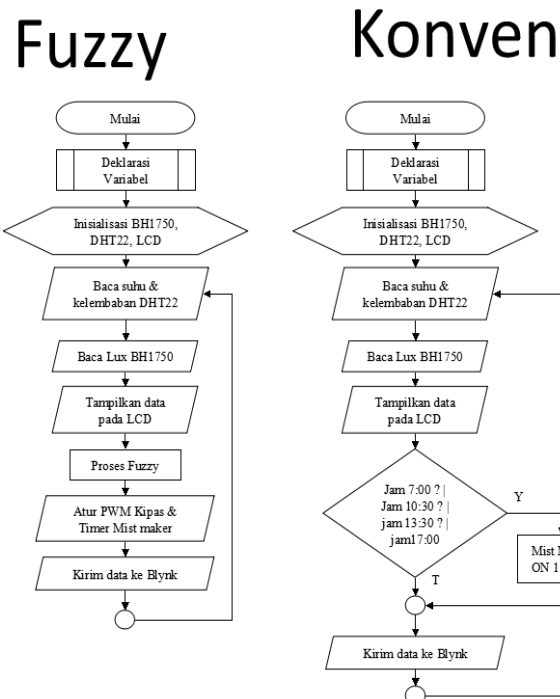 Fuzzy
Mulai
Deklarasi
Variabel
Inisialisasi BH1750,
DHT22, LCD
Baca suhu &
kelembaban DHT22
Baca Lux BH1750
Tampilkan data
pada LCD
Proses Fuzzy
Atur PWM Kipas &
Timer Mist maker
Kirim data ke Blynk
Konven
Mulai
Deklarasi
Variabel
Inisialisasi BH1750,
DHT22, LCD
Baca suhu &
kelembaban DHT22
Baca Lux BH1750
Tampilkan data
pada LCD
Jam 7:00 ? |
Jam 10:30 ? |
jam 13:30 ? |
jam17:00
Y
Mist
ON 1
T
Kirim data ke Blynk